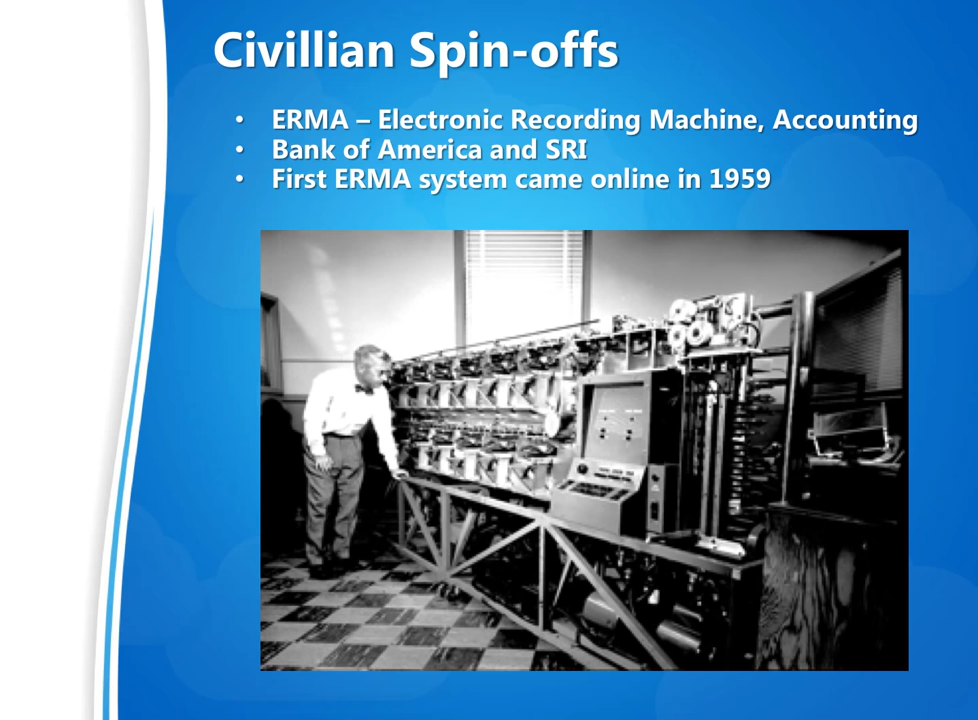 Civillian Spin-offs
• ERMA – Electronic Recording Machine, Accounting
• Bank of America and SRI
• First ERMA system came online in 1959